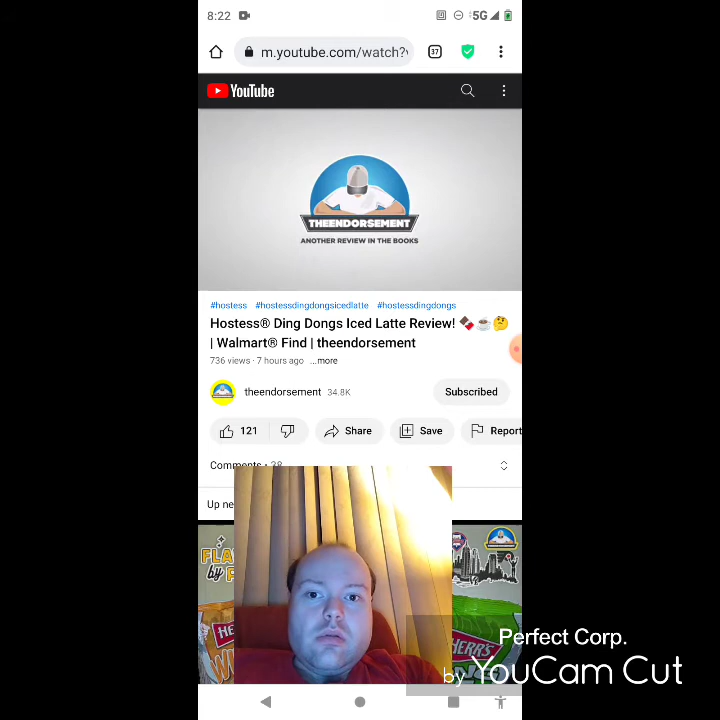 8:22 5G
m.youtube.com/watch?v 37
YouTube
THEENDORSEMENT
ANOTHER REVIEW IN THE BOOKS
#hostess #hostessdingdongsicedlatte #hostessdingdongs
Hostess® Ding Dongs Iced Latte Review! 🍫☕🤔
| Walmart® Find | theendorsement
736 views · 7 hours ago ...more
theendorsement 34.8K Subscribed
121 Share Save Report
Comments · 28
Up ne
HERR'S
Perfect Corp.
by YouCam Cut